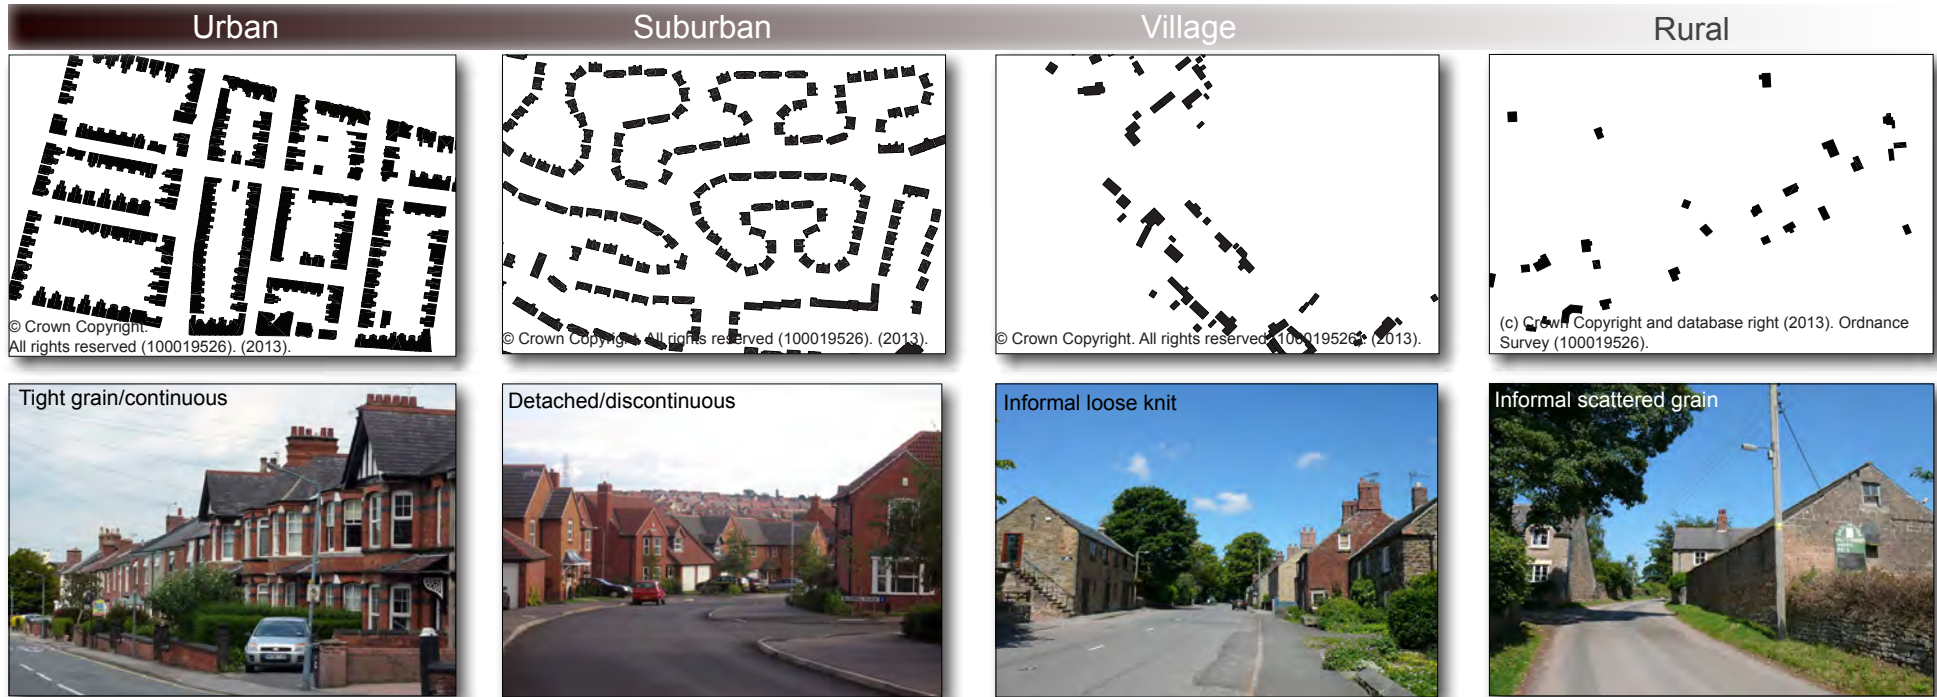 Urban
Suburban
Village
Rural
© Crown Copyright.
All rights reserved (100019526). (2013).
© Crown Copyright. All rights reserved (100019526). (2013).
© Crown Copyright. All rights reserved (100019526). (2013).
(c) Crown Copyright and database right (2013). Ordnance
Survey (100019526).
Tight grain/continuous
Detached/discontinuous
Informal loose knit
Informal scattered grain